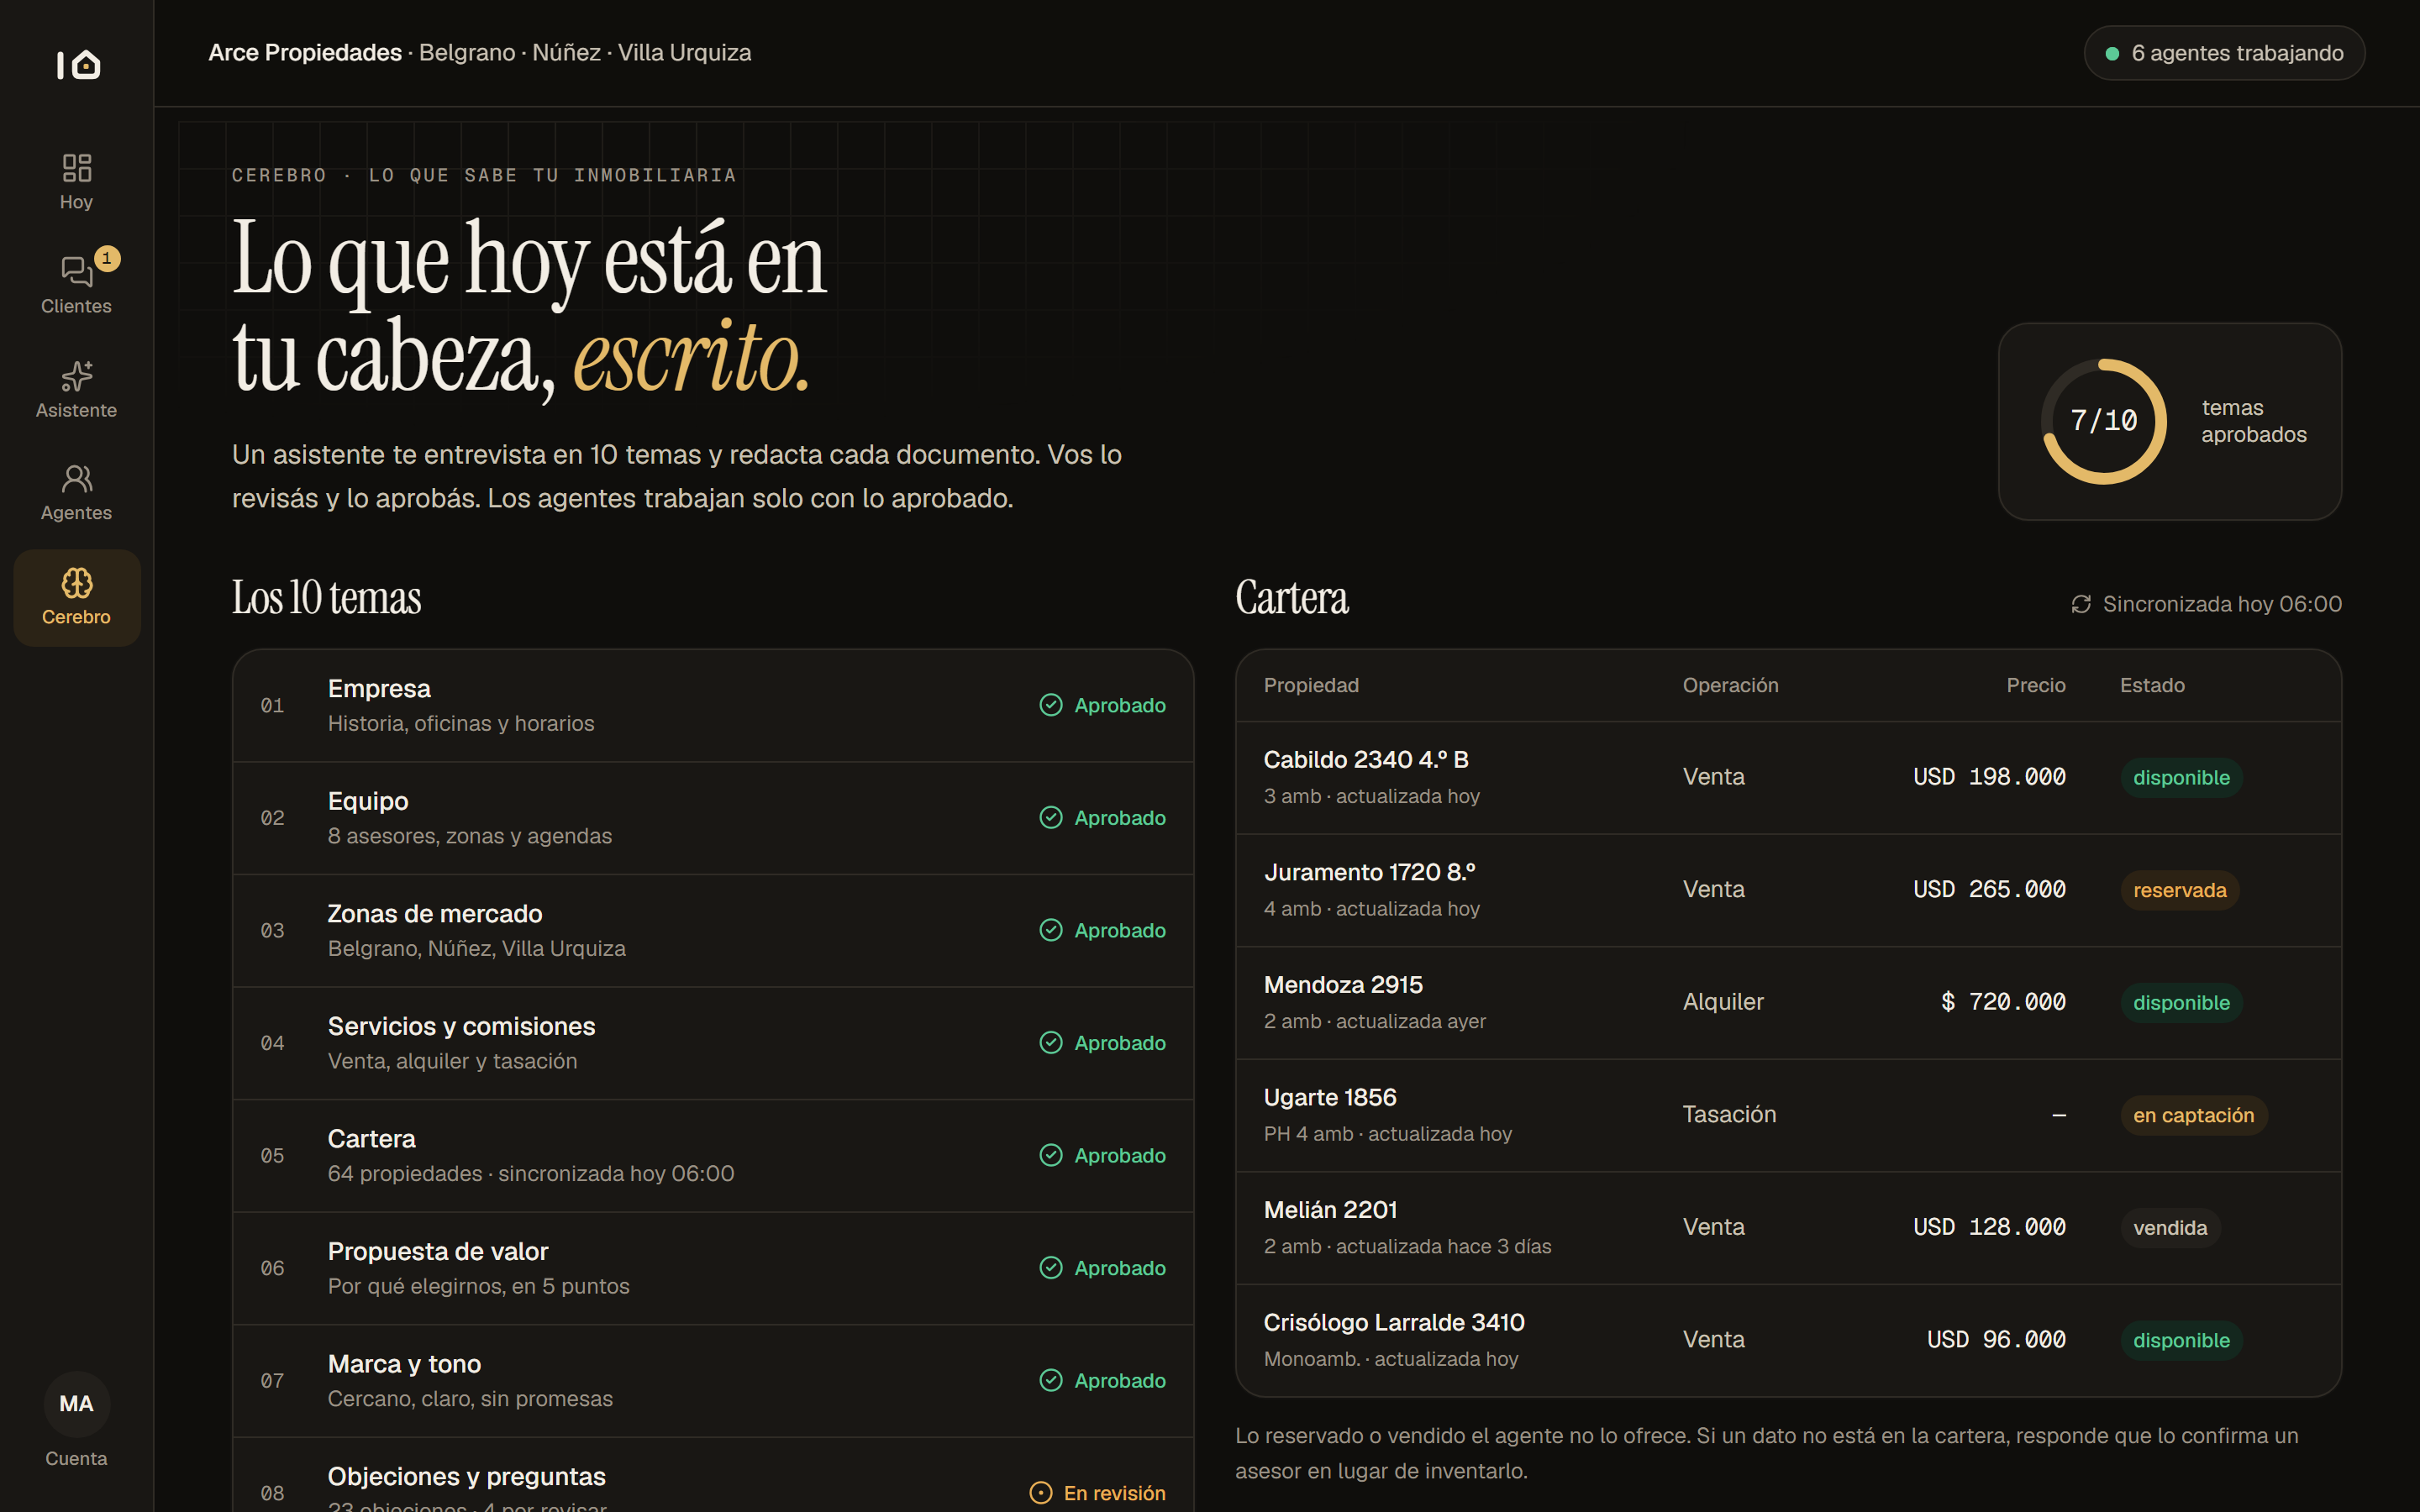 Arce Propiedades · Belgrano · Núñez · Villa Urquiza
6 agentes trabajando
Hoy
1
Clientes
Asistente
Agentes
Cerebro
MA
Cuenta
CEREBRO · LO QUE SABE TU INMOBILIARIA
Lo que hoy está en
tu cabeza, escrito.
Un asistente te entrevista en 10 temas y redacta cada documento. Vos lo
revisás y lo aprobás. Los agentes trabajan solo con lo aprobado.
7/10
temas
aprobados
Los 10 temas
01
Empresa
Historia, oficinas y horarios
Aprobado
02
Equipo
8 asesores, zonas y agendas
Aprobado
03
Zonas de mercado
Belgrano, Núñez, Villa Urquiza
Aprobado
04
Servicios y comisiones
Venta, alquiler y tasación
Aprobado
05
Cartera
64 propiedades · sincronizada hoy 06:00
Aprobado
06
Propuesta de valor
Por qué elegirnos, en 5 puntos
Aprobado
07
Marca y tono
Cercano, claro, sin promesas
Aprobado
08
Objeciones y preguntas
23 objeciones · 4 por revisar
En revisión
Cartera
Sincronizada hoy 06:00
Propiedad Operación Precio Estado
Cabildo 2340 4.º B
3 amb · actualizada hoy
Venta USD 198.000 disponible
Juramento 1720 8.º
4 amb · actualizada hoy
Venta USD 265.000 reservada
Mendoza 2915
2 amb · actualizada ayer
Alquiler $ 720.000 disponible
Ugarte 1856
PH 4 amb · actualizada hoy
Tasación – en captación
Melián 2201
2 amb · actualizada hace 3 días
Venta USD 128.000 vendida
Crisólogo Larralde 3410
Monoamb. · actualizada hoy
Venta USD 96.000 disponible
Lo reservado o vendido el agente no lo ofrece. Si un dato no está en la cartera, responde que lo confirma un
asesor en lugar de inventarlo.